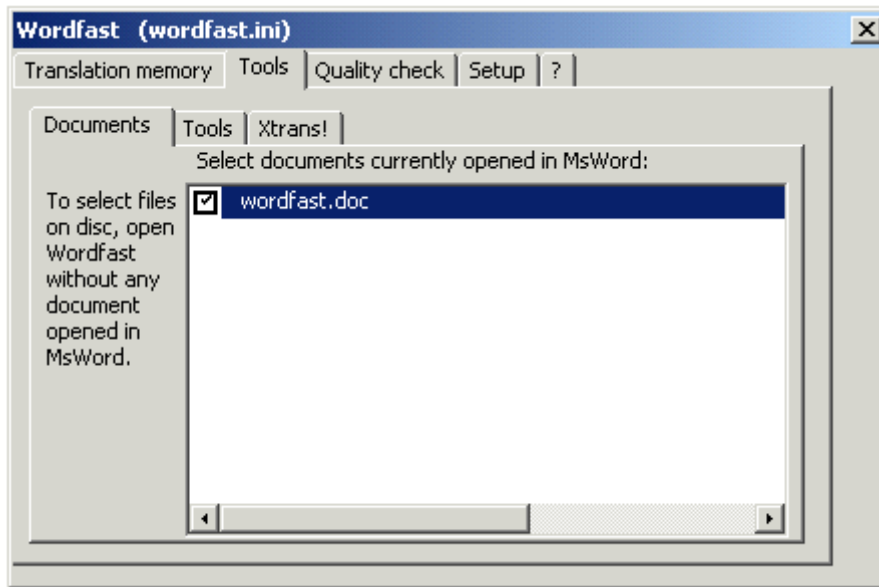 Wordfast (wordfast.ini)
Translation memory Tools Quality check Setup ?
Documents Tools Xtrans!
Select documents currently opened in MsWord:
To select files
on disc, open
Wordfast
without any
document
opened in
MsWord.
wordfast.doc